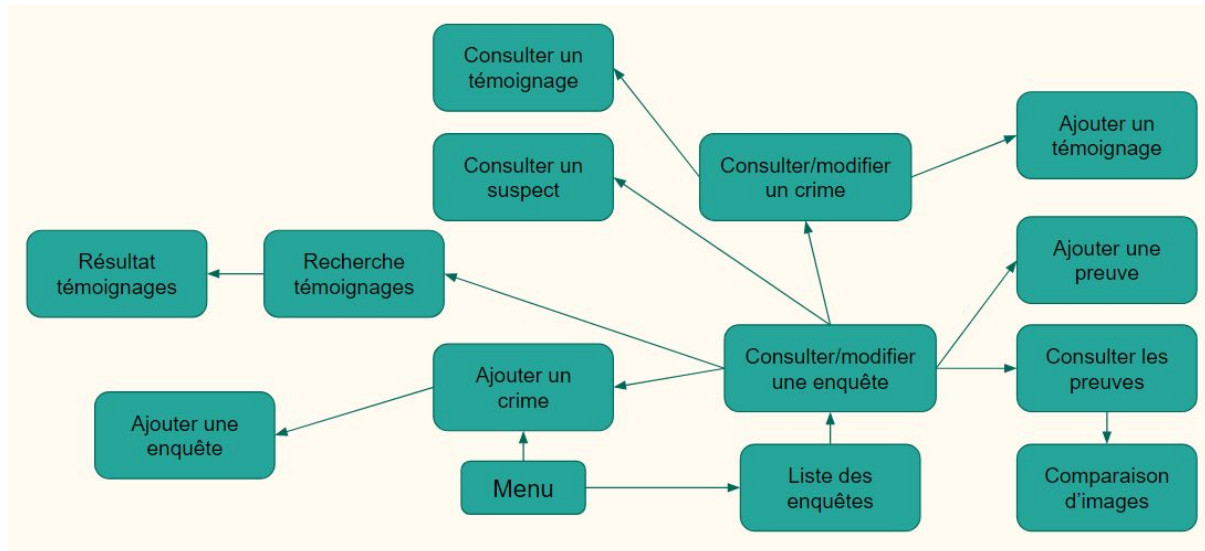 Consulter un
témoignage
Ajouter un
témoignage
Consulter un
suspect
Consulter/modifier
un crime
Résultat
témoignages
Recherche
témoignages
Ajouter une
preuve
Consulter/modifier
une enquête
Consulter les
preuves
Ajouter un
crime
Ajouter une
enquête
Menu
Liste des
enquêtes
Comparaison
d’images